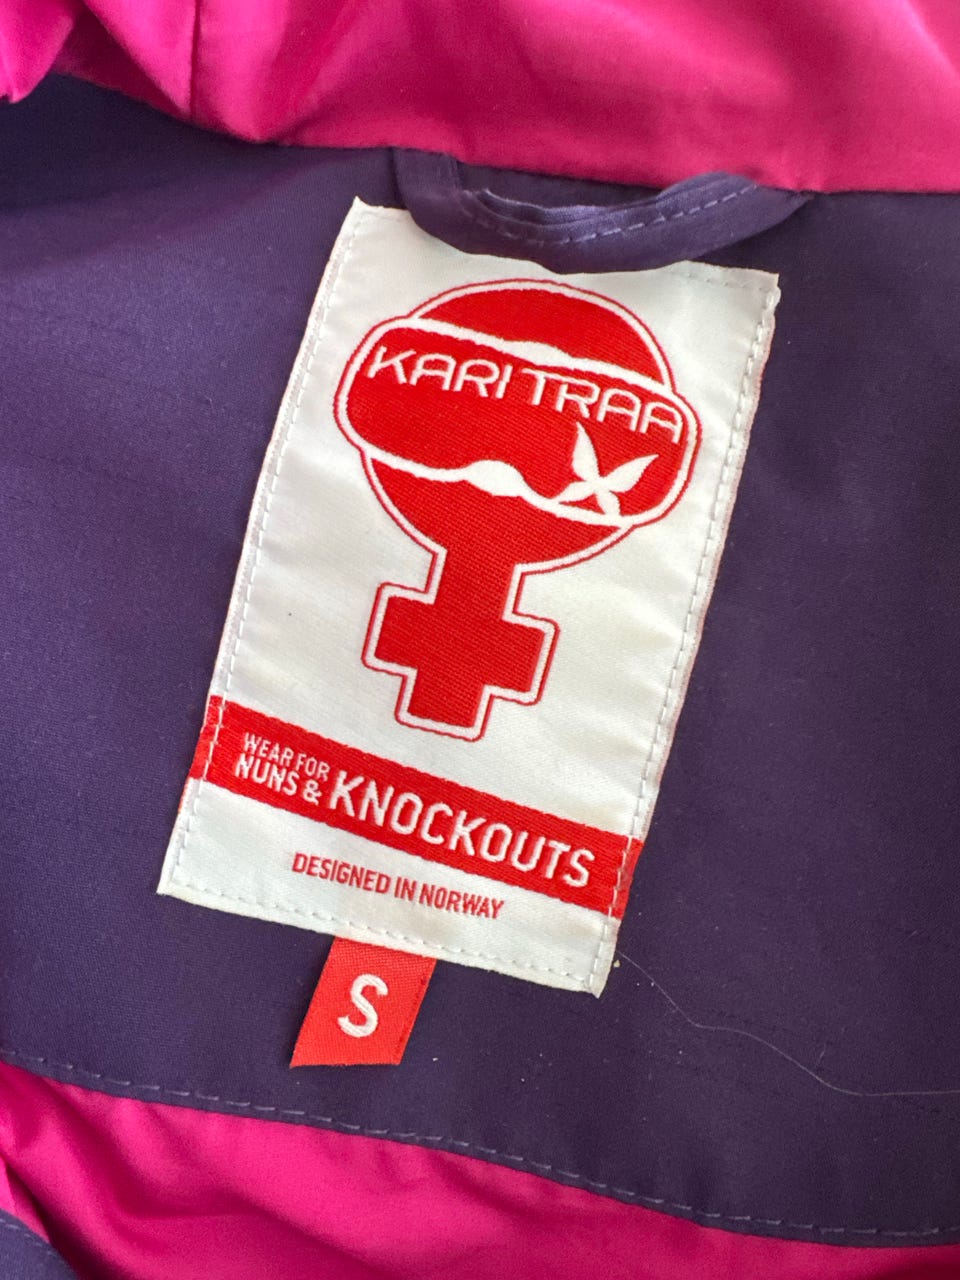 KARI TRAA
WEAR FOR
NUNS & KNOCKOUTS
DESIGNED IN NORWAY
S